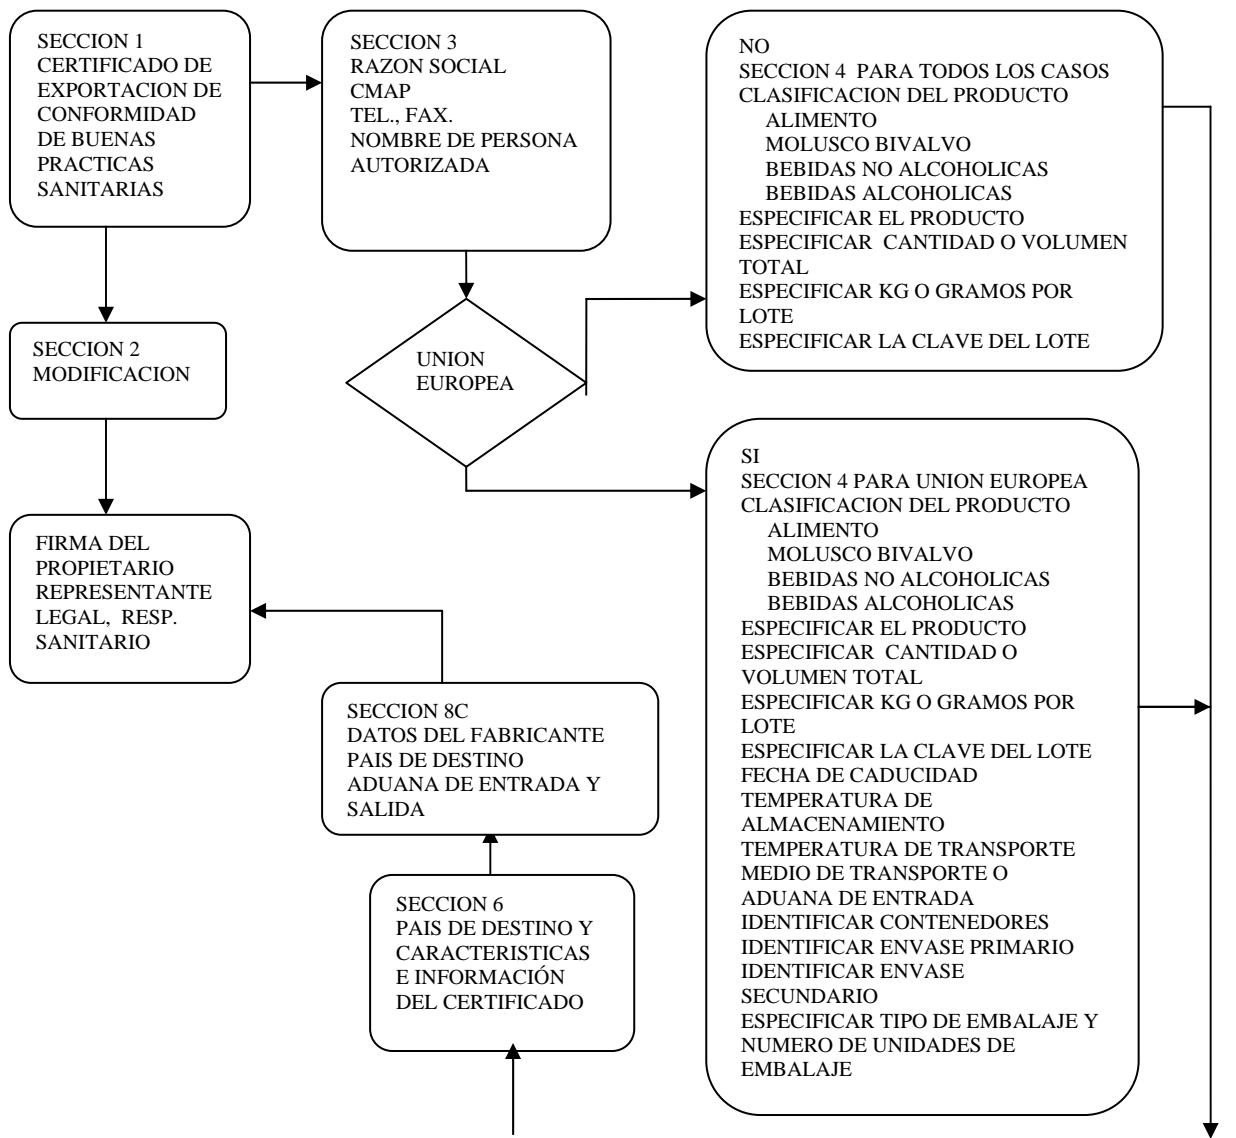 SECCION 1
CERTIFICADO DE
EXPORTACION DE
CONFORMIDAD
DE BUENAS
PRACTICAS
SANITARIAS
SECCION 3
RAZON SOCIAL
CMAP
TEL., FAX.
NOMBRE DE PERSONA
AUTORIZADA
NO
SECCION 4 PARA TODOS LOS CASOS
CLASIFICACION DEL PRODUCTO
ALIMENTO
MOLUSCO BIVALVO
BEBIDAS NO ALCOHOLICAS
BEBIDAS ALCOHOLICAS
ESPECIFICAR EL PRODUCTO
ESPECIFICAR CANTIDAD O VOLUMEN
TOTAL
ESPECIFICAR KG O GRAMOS POR
LOTE
ESPECIFICAR LA CLAVE DEL LOTE
SECCION 2
MODIFICACION
UNION
EUROPEA
SI
SECCION 4 PARA UNION EUROPEA
CLASIFICACION DEL PRODUCTO
ALIMENTO
MOLUSCO BIVALVO
BEBIDAS NO ALCOHOLICAS
BEBIDAS ALCOHOLICAS
ESPECIFICAR EL PRODUCTO
ESPECIFICAR CANTIDAD O
VOLUMEN TOTAL
ESPECIFICAR KG O GRAMOS POR
LOTE
ESPECIFICAR LA CLAVE DEL LOTE
FECHA DE CADUCIDAD
TEMPERATURA DE
ALMACENAMIENTO
TEMPERATURA DE TRANSPORTE
MEDIO DE TRANSPORTE O
ADUANA DE ENTRADA
IDENTIFICAR CONTENEDORES
IDENTIFICAR ENVASE PRIMARIO
IDENTIFICAR ENVASE
SECUNDARIO
ESPECIFICAR TIPO DE EMBALAJE Y
NUMERO DE UNIDADES DE
EMBALAJE
FIRMA DEL
PROPIETARIO
REPRESENTANTE
LEGAL, RESP.
SANITARIO
SECCION 8C
DATOS DEL FABRICANTE
PAIS DE DESTINO
ADUANA DE ENTRADA Y
SALIDA
SECCION 6
PAIS DE DESTINO Y
CARACTERISTICAS
E INFORMACIÓN
DEL CERTIFICADO